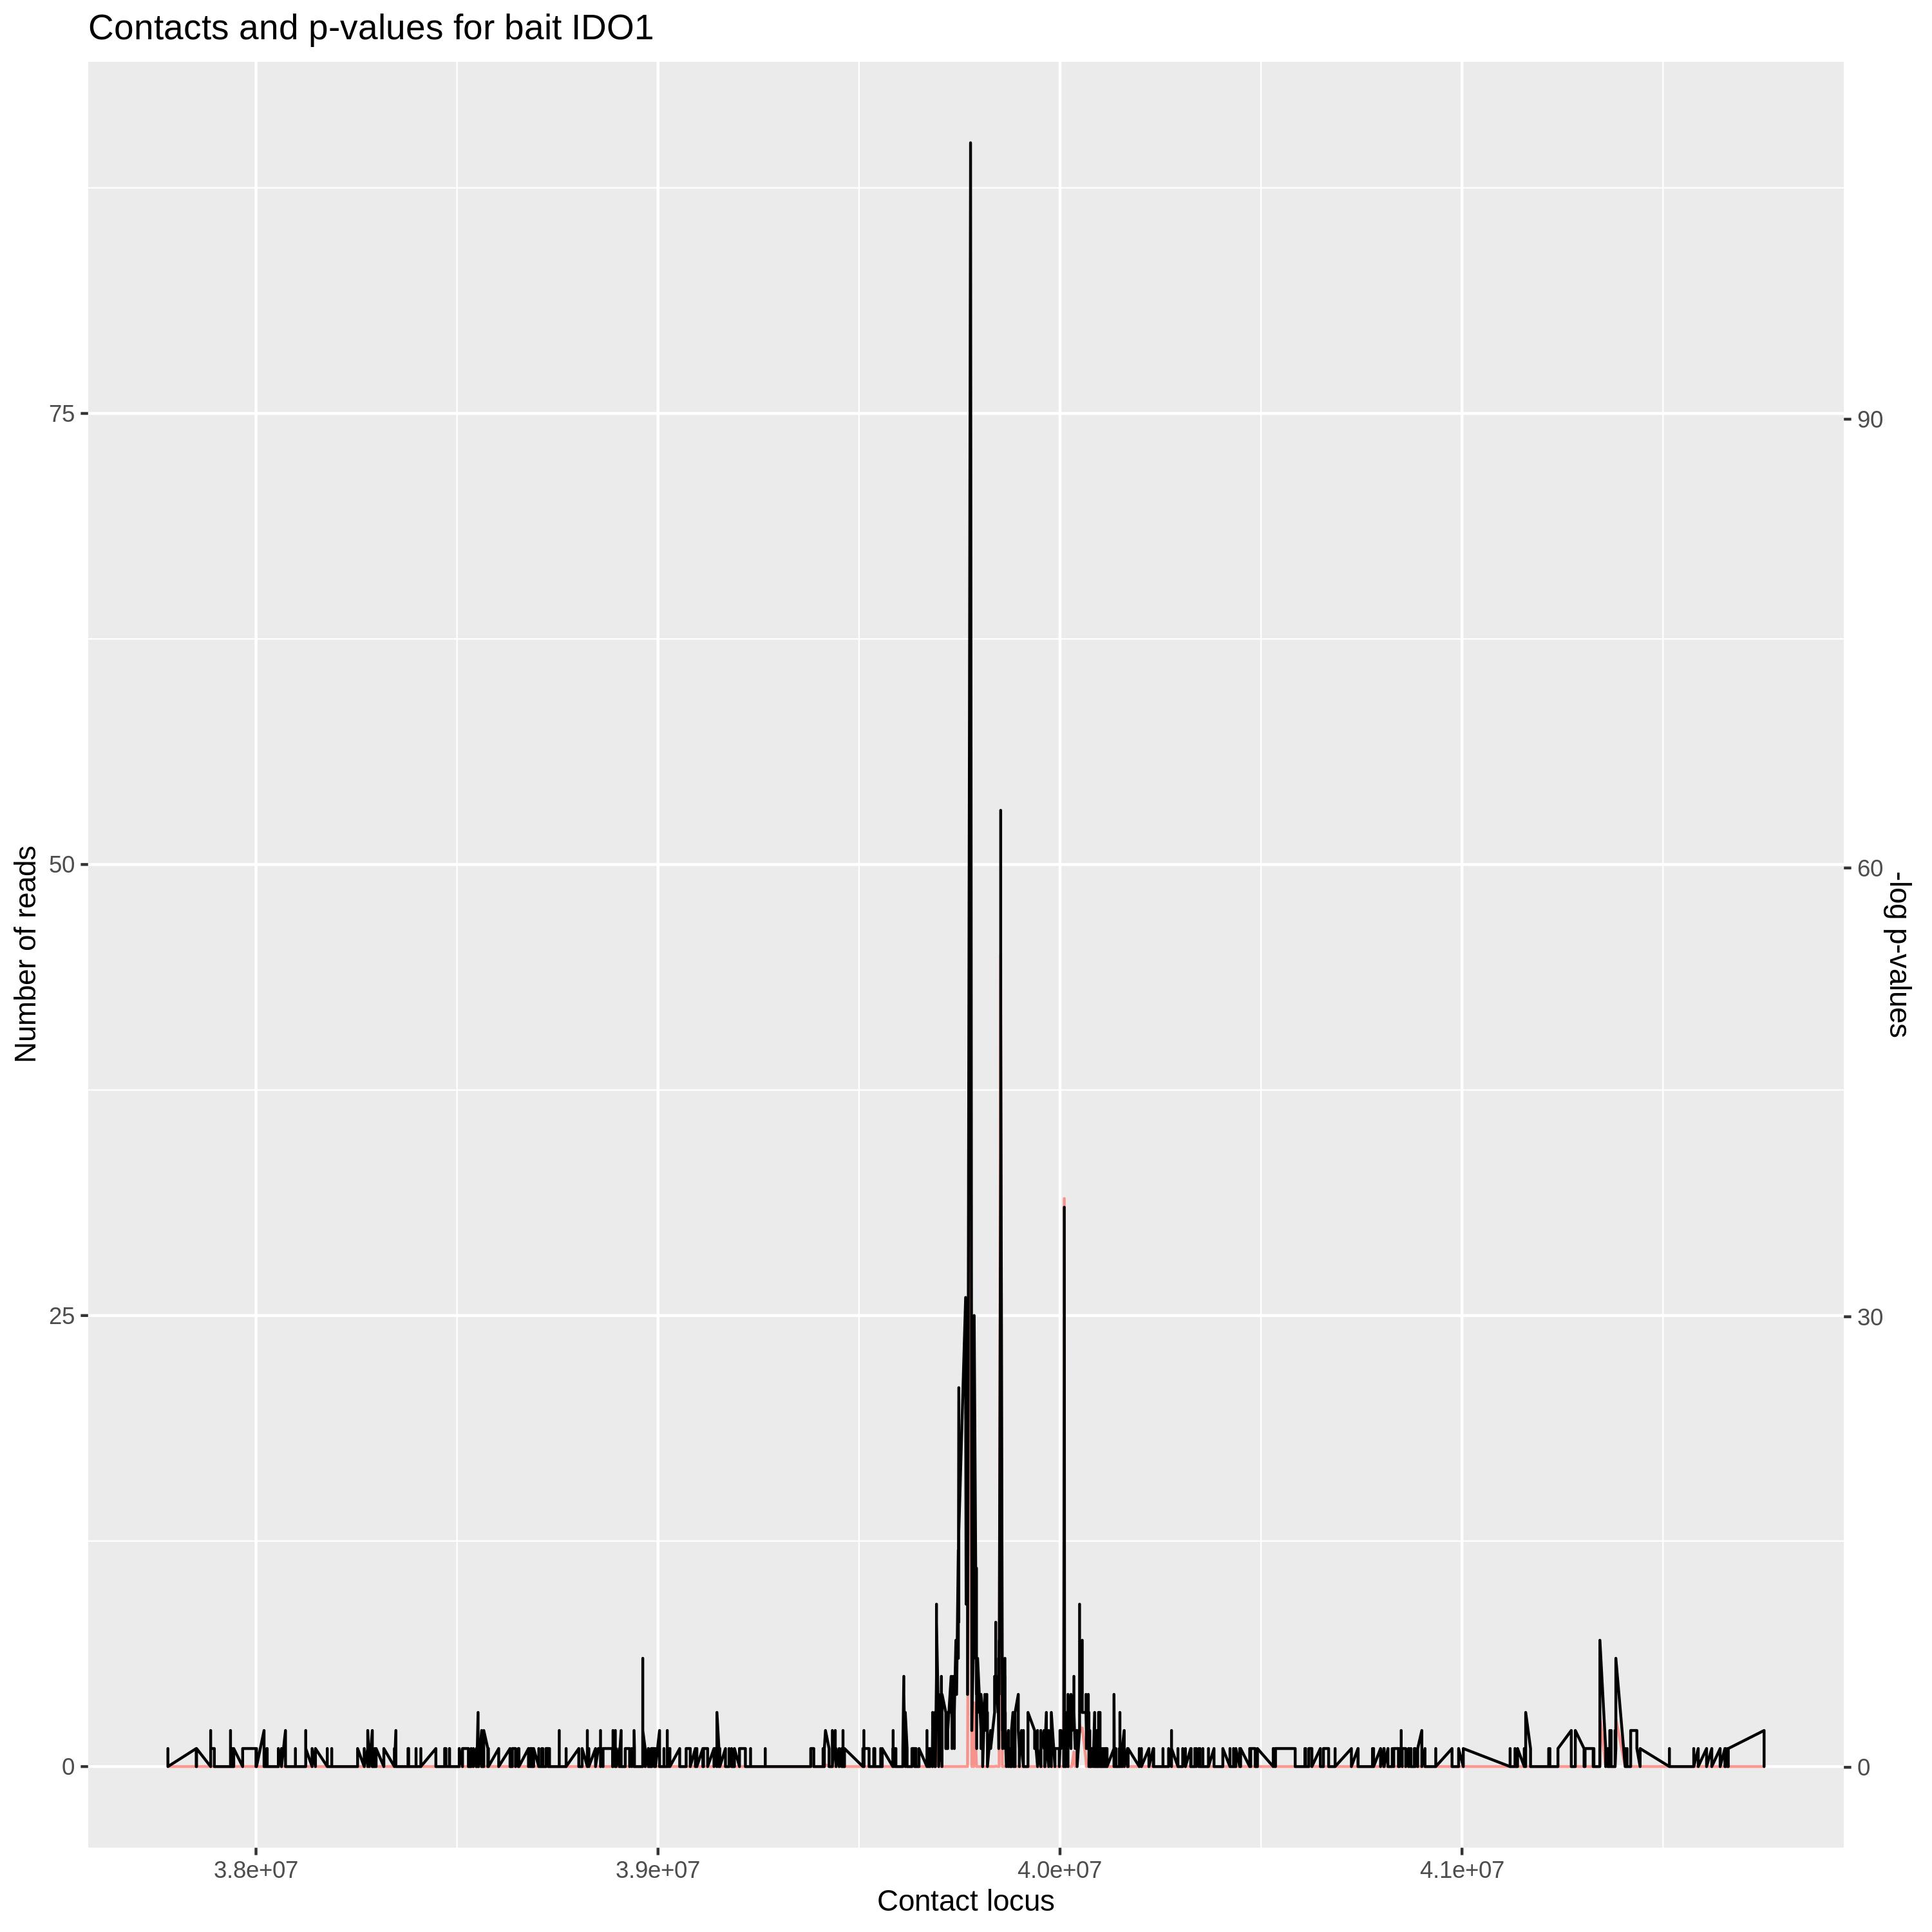 Contacts and p-values for bait IDO1
75
50
25
0
90
60
30
0
Number of reads
-log p-values
3.8e+07
3.9e+07
4.0e+07
4.1e+07
Contact locus